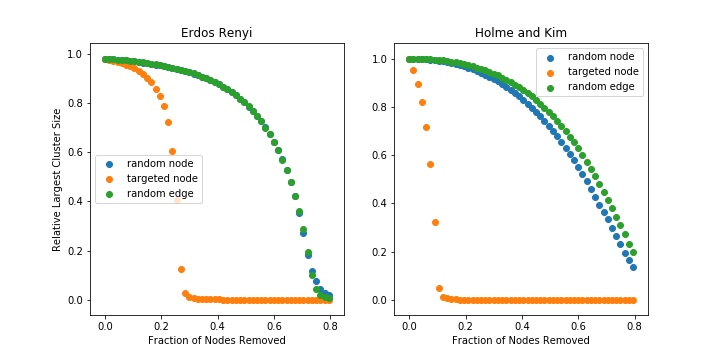 Erdos Renyi
Relative Largest Cluster Size
1.0
0.8
0.6
0.4
0.2
0.0
random node
targeted node
random edge
0.0 0.2 0.4 0.6 0.8
Fraction of Nodes Removed
Holme and Kim
1.0
0.8
0.6
0.4
0.2
0.0
random node
targeted node
random edge
0.0 0.2 0.4 0.6 0.8
Fraction of Nodes Removed